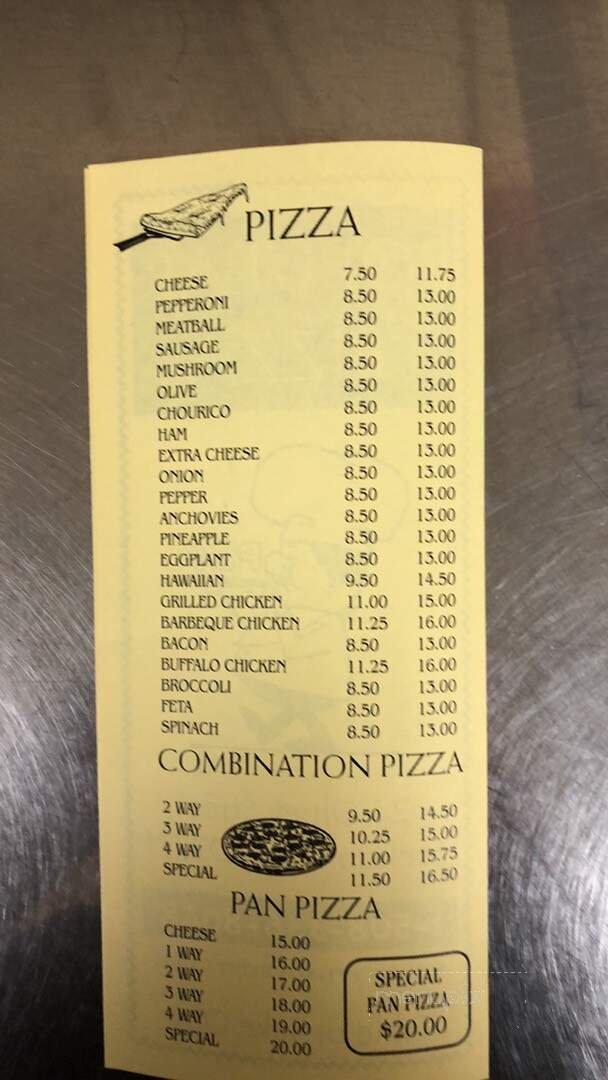 PIZZA
CHEESE 7.50 11.75
PEPPERONI 8.50 13.00
MEATBALL 8.50 13.00
SAUSAGE 8.50 13.00
MUSHROOM 8.50 13.00
OLIVE 8.50 13.00
CHOURICO 8.50 13.00
HAM 8.50 13.00
EXTRA CHEESE 8.50 13.00
ONION 8.50 13.00
PEPPER 8.50 13.00
ANCHOVIES 8.50 13.00
PINEAPPLE 8.50 13.00
EGGPLANT 8.50 13.00
HAWAIIAN 9.50 14.50
GRILLED CHICKEN 11.00 15.00
BARBEQUE CHICKEN 11.25 16.00
BACON 8.50 13.00
BUFFALO CHICKEN 11.25 16.00
BROCCOLI 8.50 13.00
FETA 8.50 13.00
SPINACH 8.50 13.00
COMBINATION PIZZA
2 WAY 9.50 14.50
3 WAY 10.25 15.00
4 WAY 11.00 15.75
SPECIAL 11.50 16.50
PAN PIZZA
CHEESE 15.00
1 WAY 16.00
2 WAY 17.00
3 WAY 18.00
4 WAY 19.00
SPECIAL 20.00
SPECIAL
PAN PIZZA
$20.00